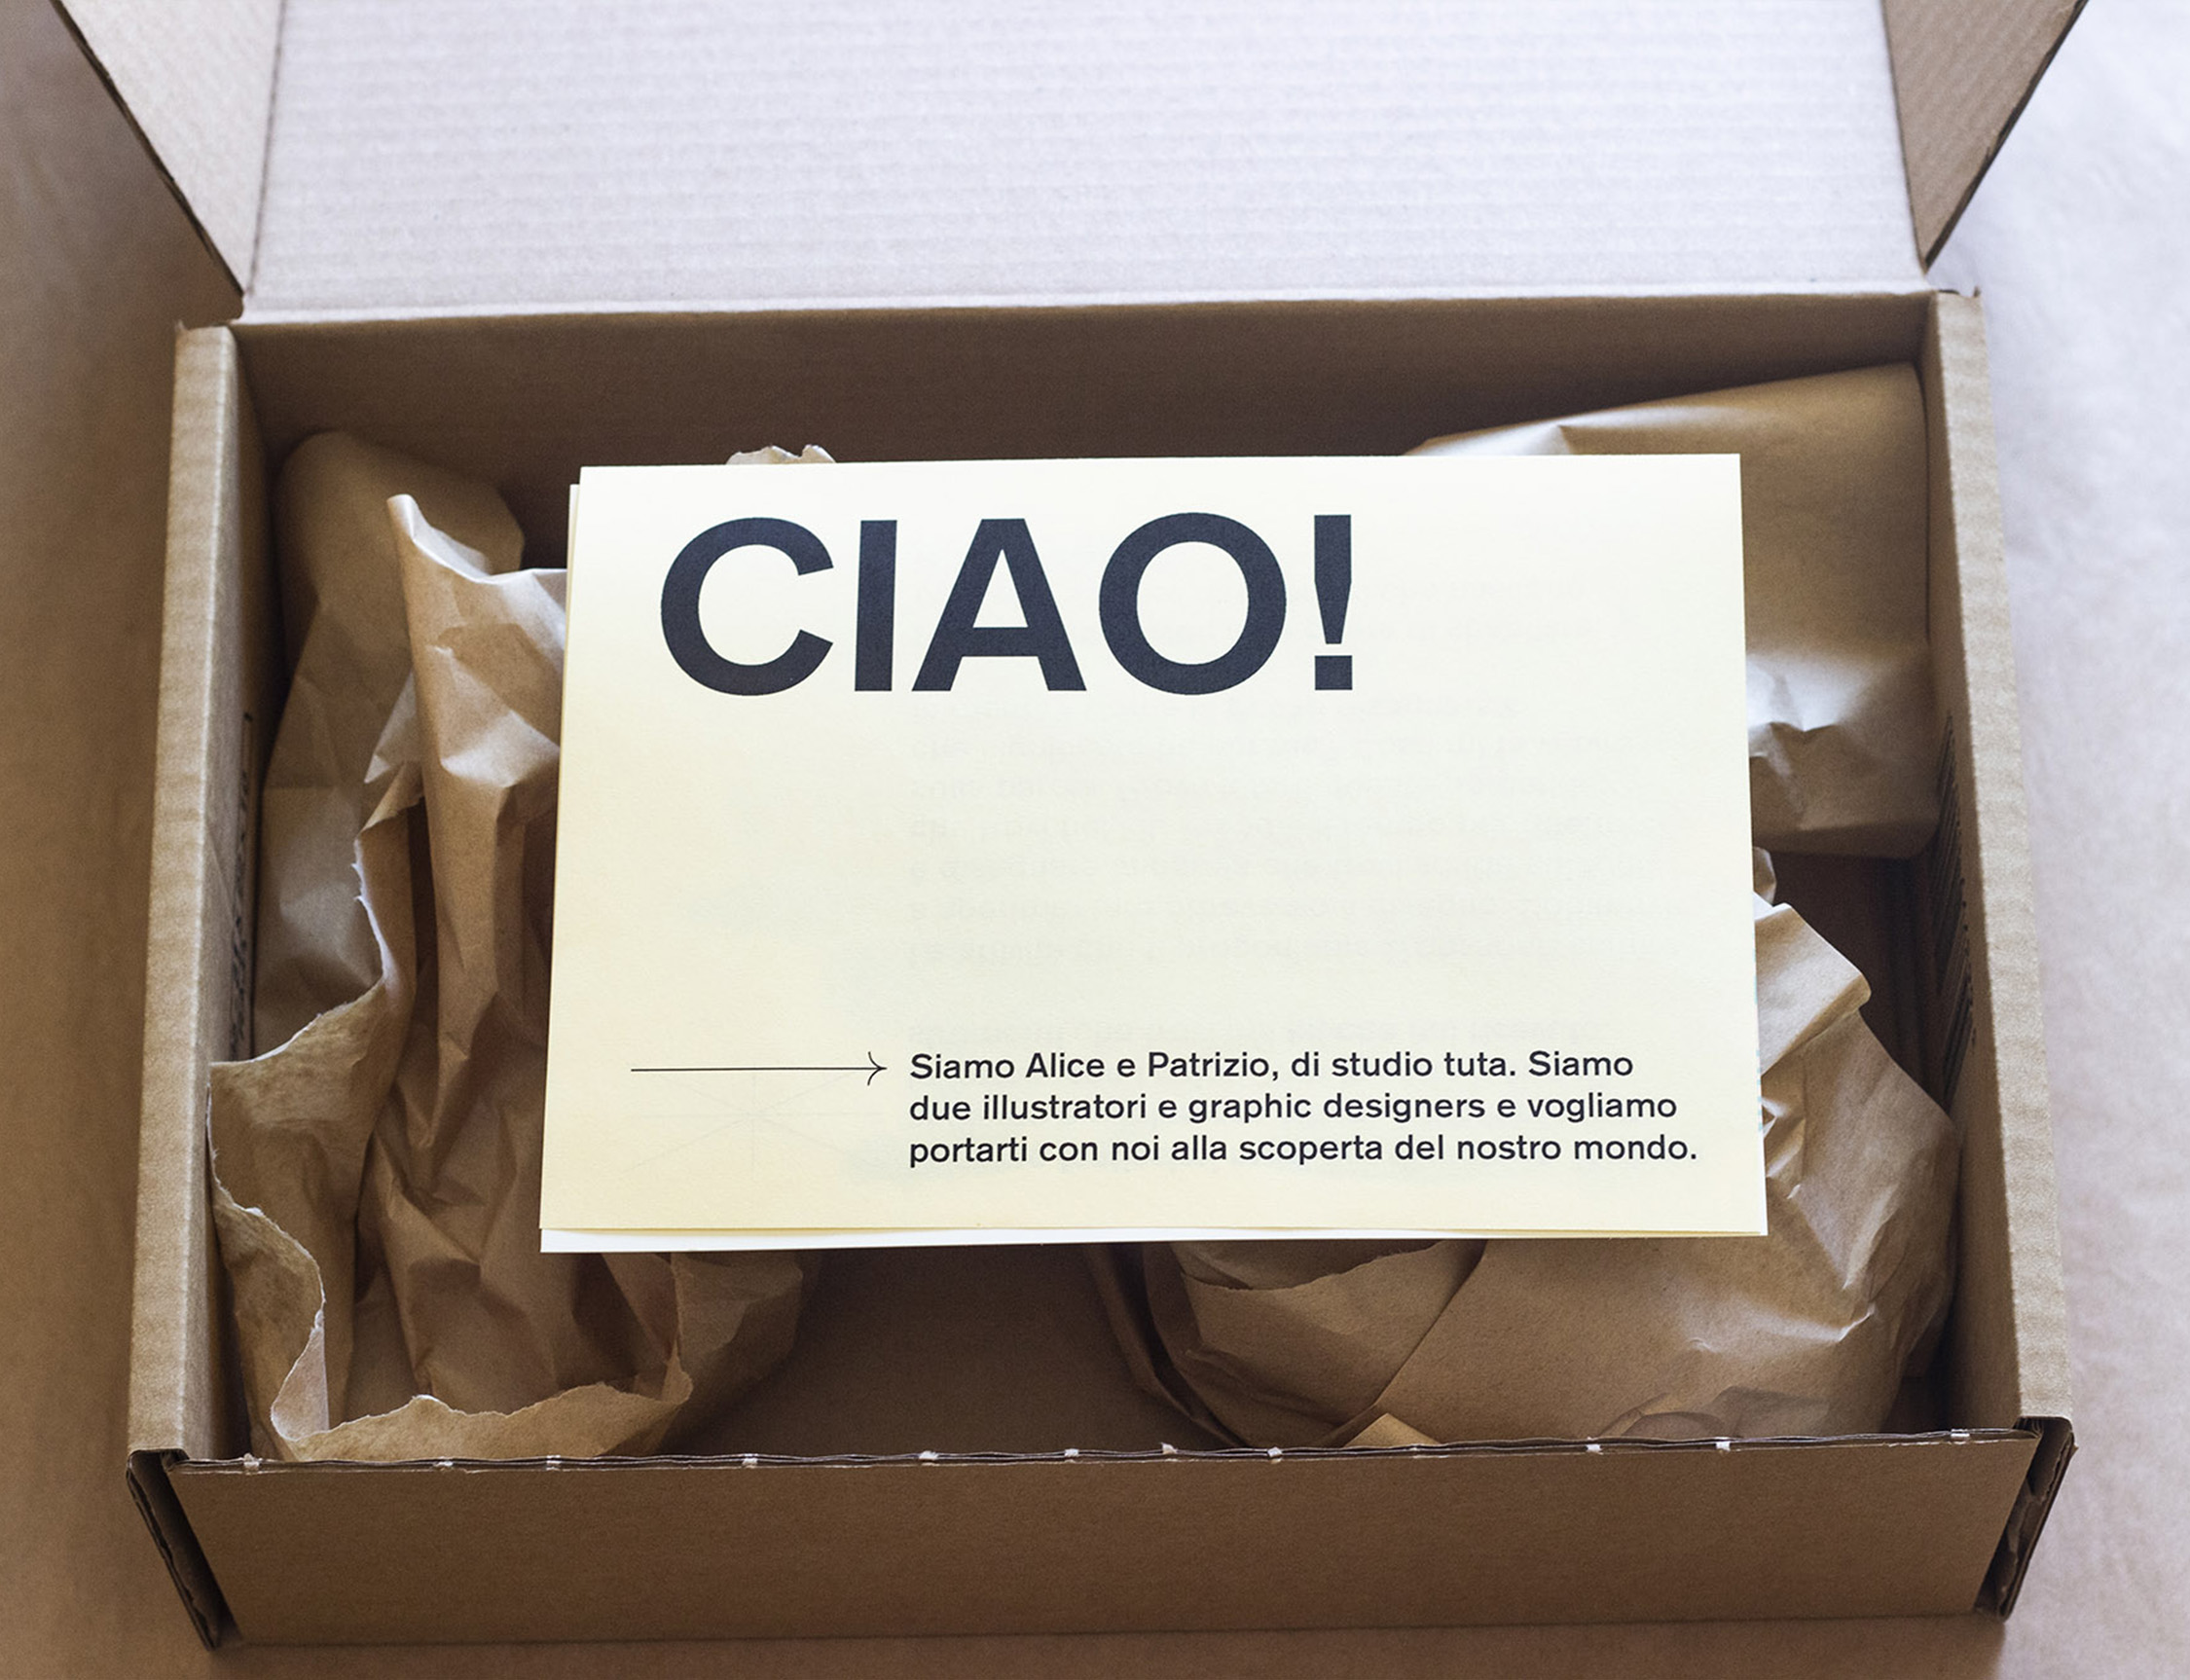 CIAO!
Siamo Alice e Patrizio, di studio tuta. Siamo
due illustratori e graphic designers e vogliamo
portarti con noi alla scoperta del nostro mondo.